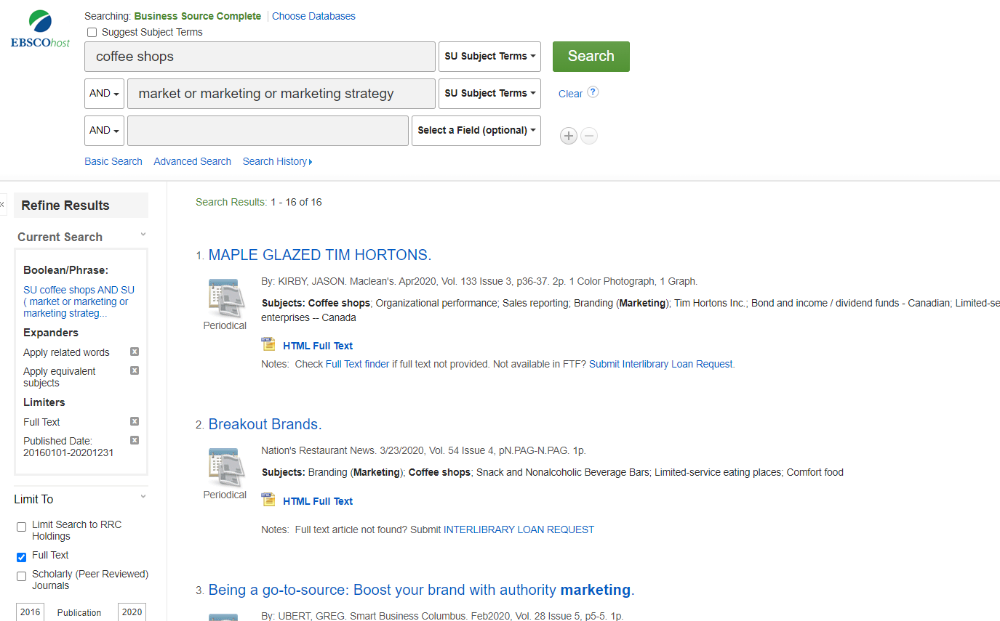 EBSCOhost
Searching: Business Source Complete | Choose Databases
Suggest Subject Terms
coffee shops SU Subject Terms Search
AND market or marketing or marketing strategy SU Subject Terms Clear ?
AND Select a Field (optional)
Basic Search Advanced Search Search History
Refine Results
Current Search
Boolean/Phrase:
SU coffee shops AND SU
( market or marketing or
marketing strateg...
Expanders
Apply related words
Apply equivalent
subjects
Limiters
Full Text
Published Date:
20160101-20201231
Limit To
Limit Search to RRC
Holdings
Full Text
Scholarly (Peer Reviewed)
Journals
2016 Publication 2020
Search Results: 1 - 16 of 16
1. MAPLE GLAZED TIM HORTONS.
Periodical
By: KIRBY, JASON. Maclean's. Apr2020, Vol. 133 Issue 3, p36-37. 2p. 1 Color Photograph, 1 Graph.
Subjects: Coffee shops; Organizational performance; Sales reporting; Branding (Marketing); Tim Hortons Inc.; Bond and income / dividend funds - Canadian; Limited-se
enterprises -- Canada
HTML Full Text
Notes: Check Full Text finder if full text not provided. Not available in FTF? Submit Interlibrary Loan Request.
2. Breakout Brands.
Periodical
Nation's Restaurant News. 3/23/2020, Vol. 54 Issue 4, pN.PAG-N.PAG. 1p.
Subjects: Branding (Marketing); Coffee shops; Snack and Nonalcoholic Beverage Bars; Limited-service eating places; Comfort food
HTML Full Text
Notes: Full text article not found? Submit INTERLIBRARY LOAN REQUEST
3. Being a go-to-source: Boost your brand with authority marketing.
By: UBERT, GREG. Smart Business Columbus. Feb2020, Vol. 28 Issue 5, p5-5. 1p.